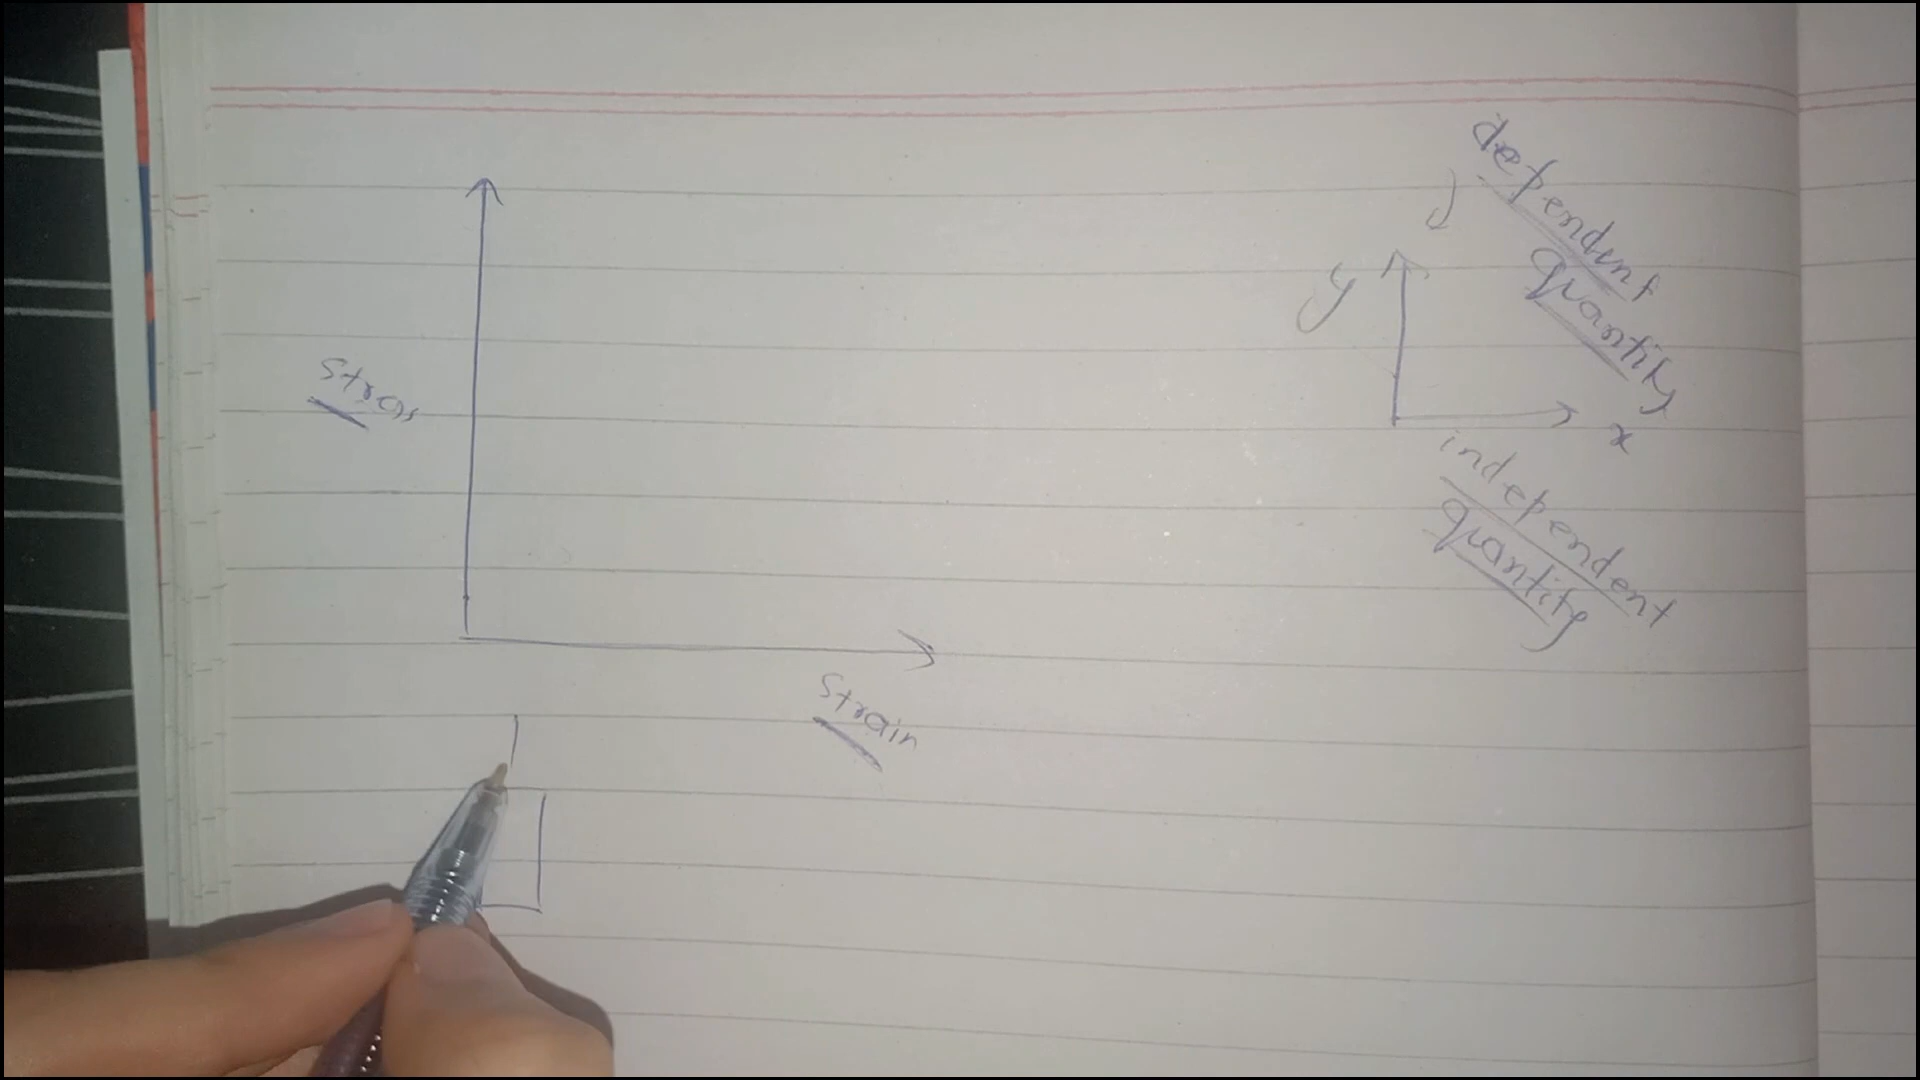 dependent
quantity
y
x
Stress
independent
quantity
Strain